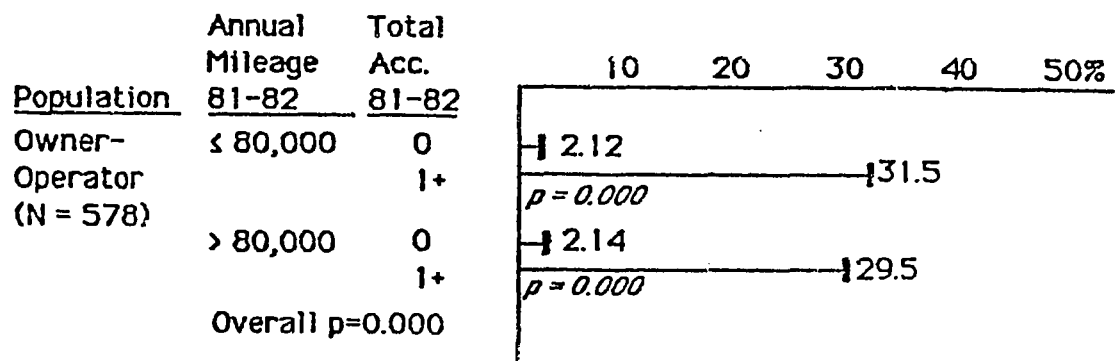 Annual Total
Mileage Acc. 10 20 30 40 50%
Population 81-82 81-82
Owner- ≤ 80,000 0 2.12
Operator 1+ 31.5
(N = 578) p = 0.000
> 80,000 0 2.14
1+ 29.5
p = 0.000
Overall p=0.000